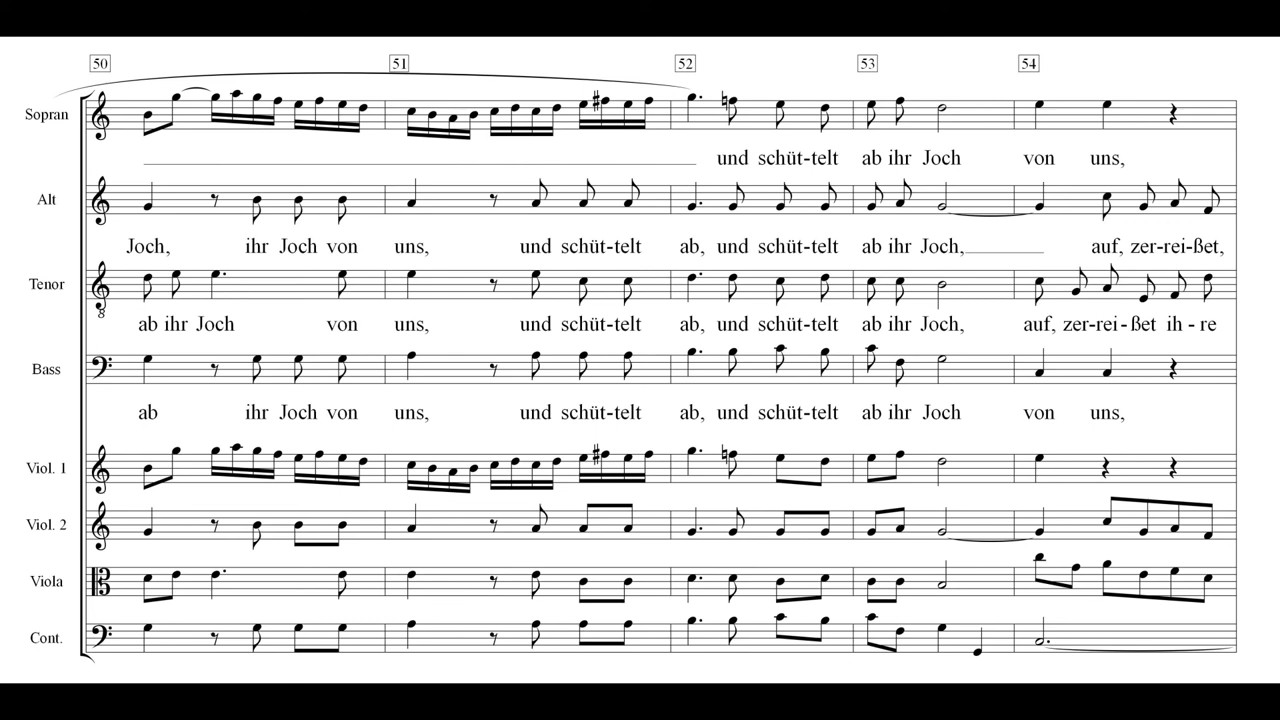 50 51 52 53 54
Sopran
und schüt-telt ab ihr Joch von uns,
Alt
Joch, ihr Joch von uns, und schüt-telt ab, und schüt-telt ab ihr Joch, auf, zer-rei-ßet,
Tenor
8
ab ihr Joch von uns, und schüt-telt ab, und schüt-telt ab ihr Joch, auf, zer-rei-ßet ih-re
Bass
ab ihr Joch von uns, und schüt-telt ab, und schüt-telt ab ihr Joch von uns,
Viol. 1
Viol. 2
Viola
Cont.